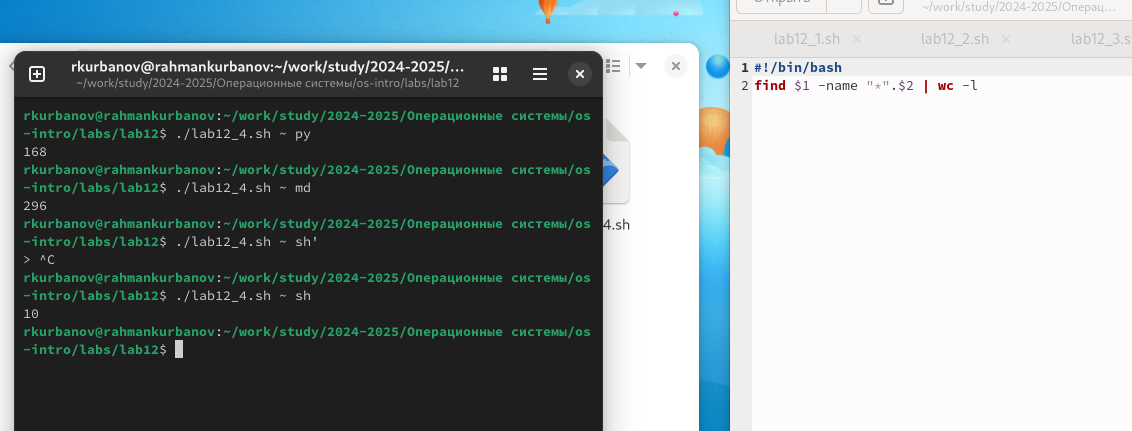 rkurbanov@rahmankurbanov:~/work/study/2024-2025/…
~/work/study/2024-2025/Операционные системы/os-intro/labs/lab12
rkurbanov@rahmankurbanov:~/work/study/2024-2025/Операционные системы/os
-intro/labs/lab12$ ./lab12_4.sh ~ py
168
rkurbanov@rahmankurbanov:~/work/study/2024-2025/Операционные системы/os
-intro/labs/lab12$ ./lab12_4.sh ~ md
296
rkurbanov@rahmankurbanov:~/work/study/2024-2025/Операционные системы/os
-intro/labs/lab12$ ./lab12_4.sh ~ sh'
> ^C
rkurbanov@rahmankurbanov:~/work/study/2024-2025/Операционные системы/os
-intro/labs/lab12$ ./lab12_4.sh ~ sh
10
rkurbanov@rahmankurbanov:~/work/study/2024-2025/Операционные системы/os
-intro/labs/lab12$
4.sh
Открыть
~/work/study/2024-2025/Операц…
lab12_1.sh lab12_2.sh lab12_3.s
1 #!/bin/bash
2 find $1 -name "*".$2 | wc -l